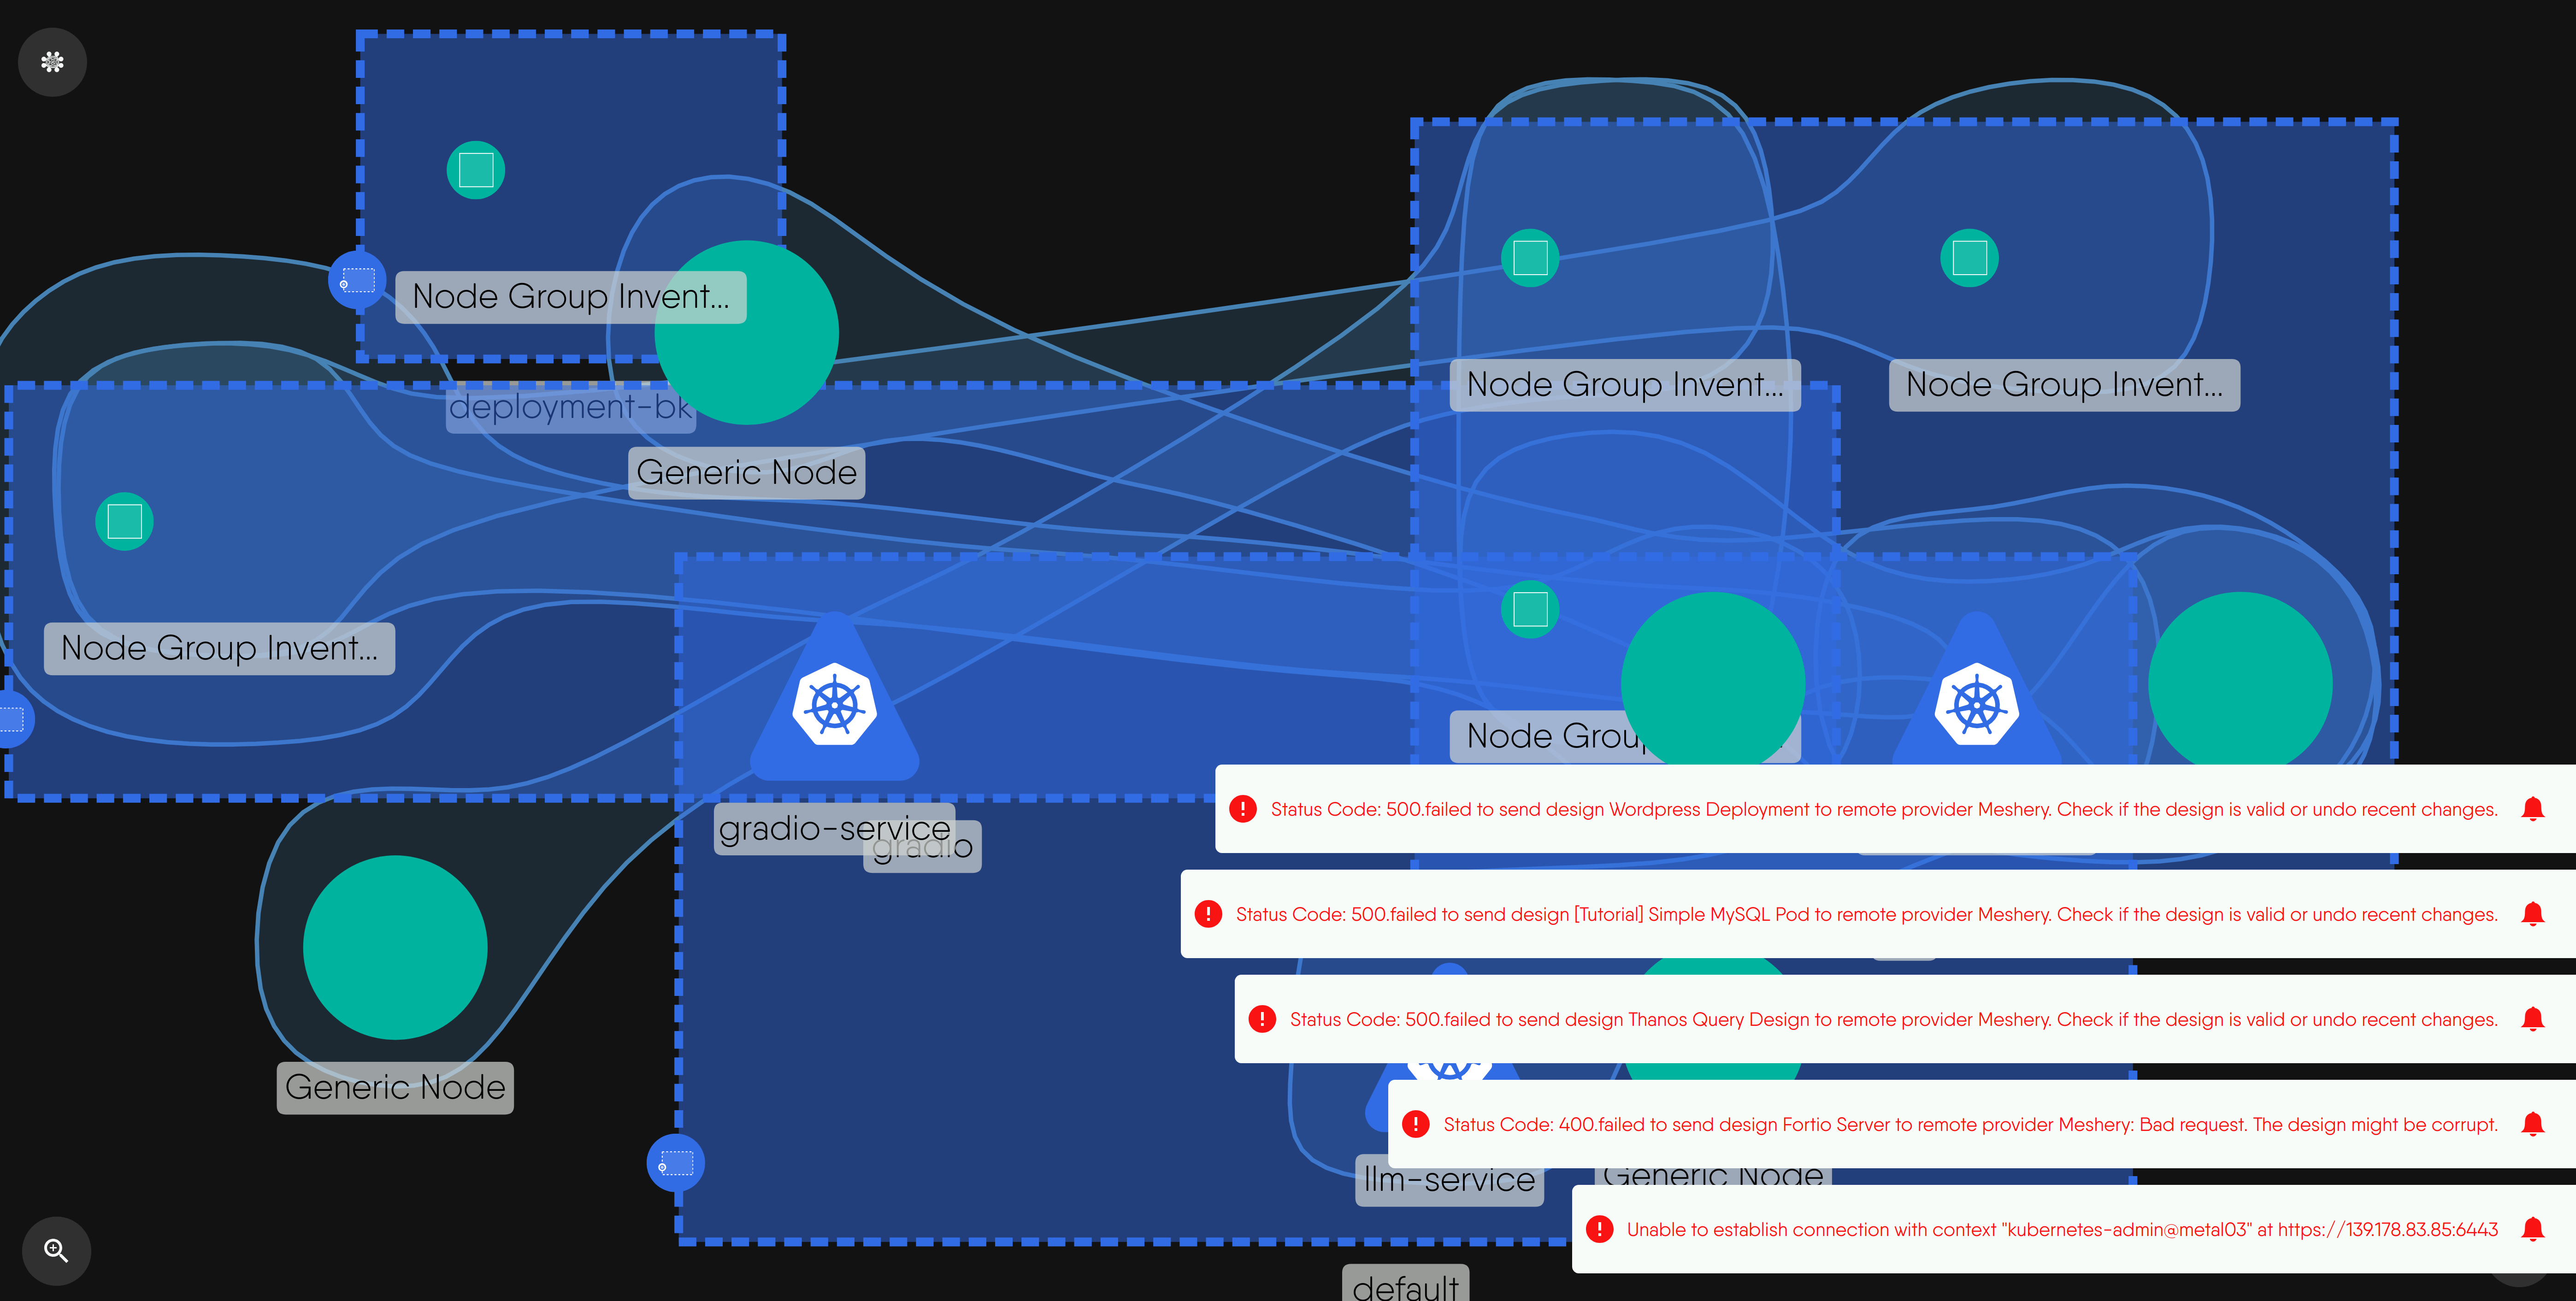 Node Group Invent...
deployment-bk
Generic Node
Node Group Invent...
Node Group Invent...
Node Group Invent...
Node Grou
gradio-service
gradio
Status Code: 500.failed to send design Wordpress Deployment to remote provider Meshery. Check if the design is valid or undo recent changes.
Status Code: 500.failed to send design [Tutorial] Simple MySQL Pod to remote provider Meshery. Check if the design is valid or undo recent changes.
Status Code: 500.failed to send design Thanos Query Design to remote provider Meshery. Check if the design is valid or undo recent changes.
Generic Node
Status Code: 400.failed to send design Fortio Server to remote provider Meshery: Bad request. The design might be corrupt.
llm-service
Generic Node
Unable to establish connection with context "kubernetes-admin@metal03" at https://139.178.83.85:6443
default